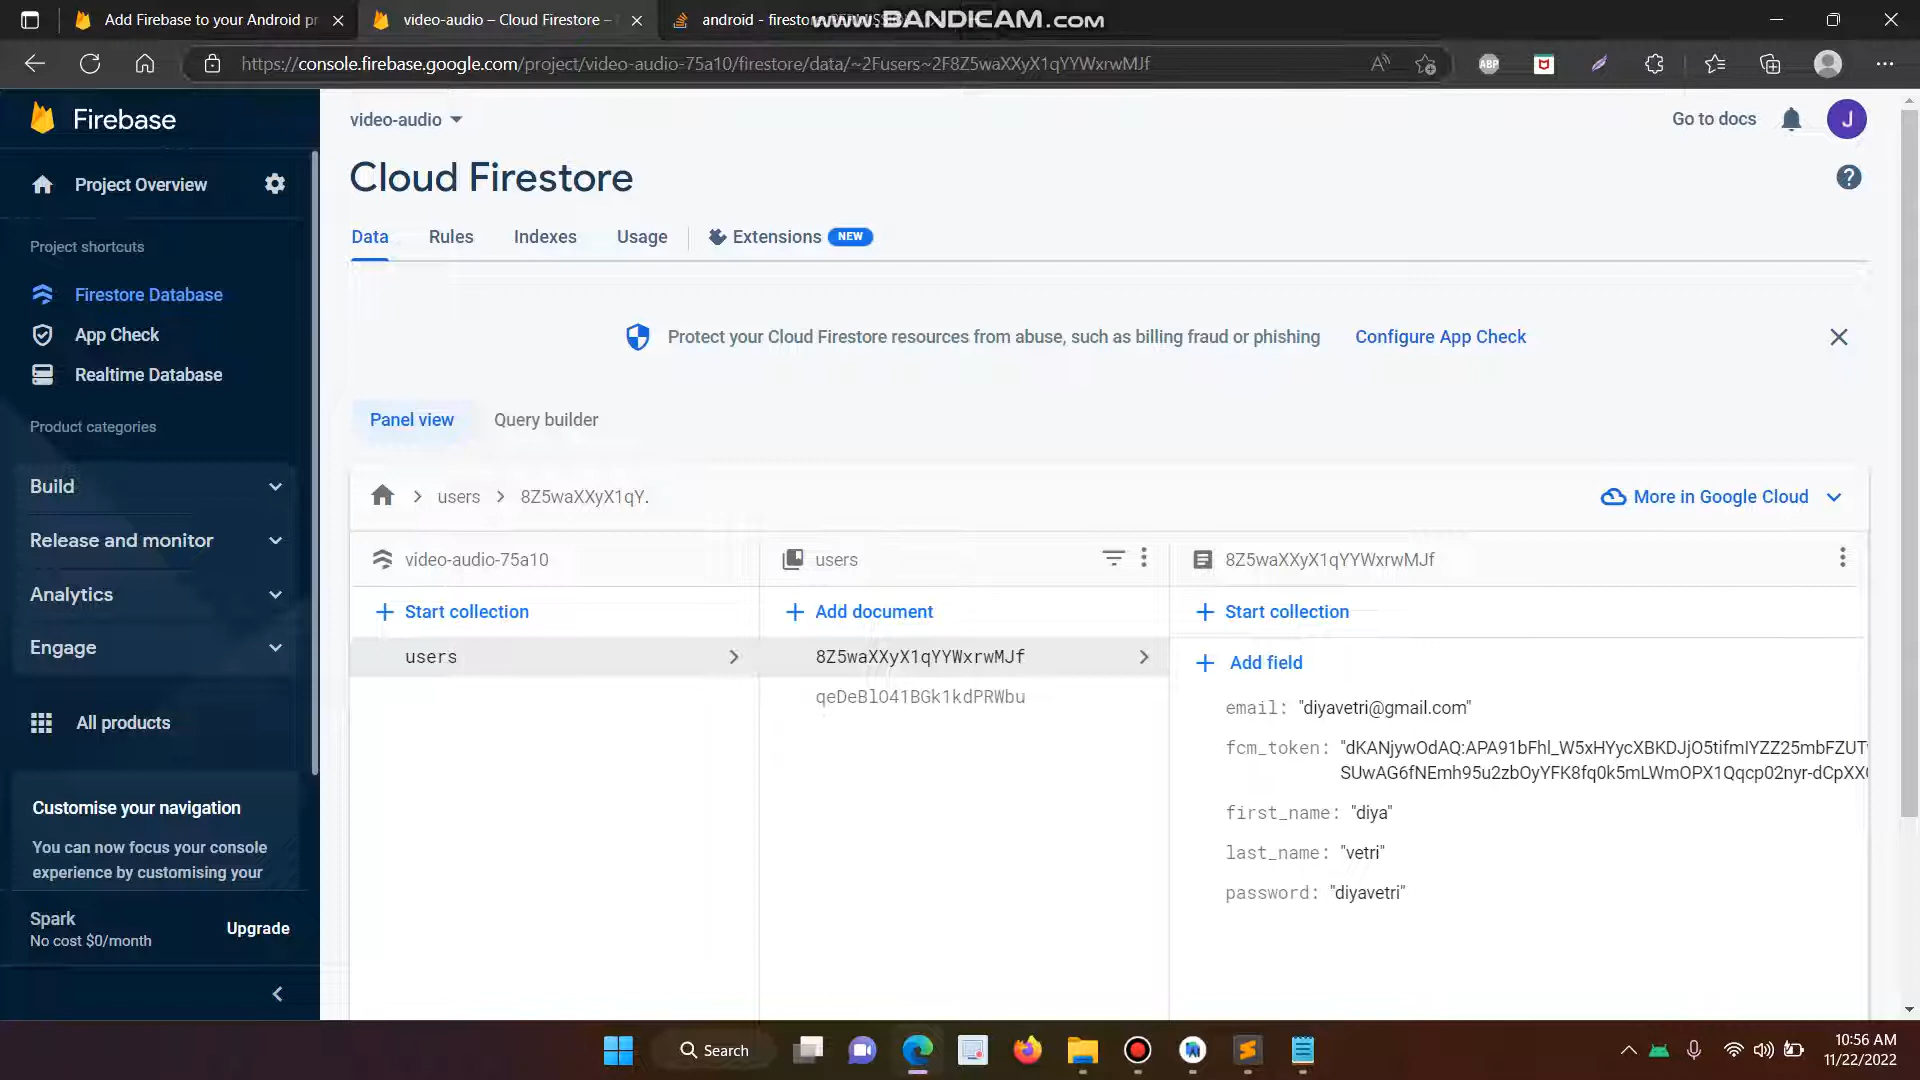 Add Firebase to your Android pr
video-audio – Cloud Firestore –
android - firesto
www.BANDICAM.com
https://console.firebase.google.com/project/video-audio-75a10/firestore/data/~2Fusers~2F8Z5waXXyX1qYYWxrwMJf
ABP
Firebase
video-audio
Go to docs
J
Project Overview
Cloud Firestore
?
Data
Rules
Indexes
Usage
Extensions
NEW
Project shortcuts
Firestore Database
App Check
Realtime Database
Protect your Cloud Firestore resources from abuse, such as billing fraud or phishing
Configure App Check
Product categories
Panel view
Query builder
Build
Release and monitor
Analytics
Engage
All products
users
8Z5waXXyX1qY.
More in Google Cloud
video-audio-75a10
users
8Z5waXXyX1qYYWxrwMJf
Start collection
Add document
Start collection
users
8Z5waXXyX1qYYWxrwMJf
qeDeBlO41BGk1kdPRWbu
Add field
email: "diyavetri@gmail.com"
fcm_token: "dKANjywOdAQ:APA91bFhl_W5xHYycXBKDJjO5tifmIYZZ25mbFZUT
SUwAG6fNEmh95u2zbOyYFK8fq0k5mLWmOPX1Qqcp02nyr-dCpXX
first_name: "diya"
last_name: "vetri"
password: "diyavetri"
Customise your navigation
You can now focus your console
experience by customising your
Spark
No cost $0/month
Upgrade
Search
10:56 AM
11/22/2022